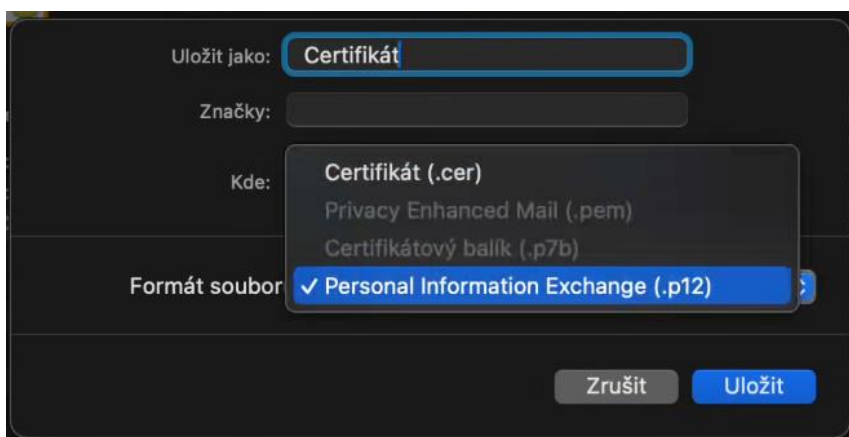 Uložit jako: Certifikát
Značky:
Kde:
Certifikát (.cer)
Privacy Enhanced Mail (.pem)
Certifikátový balík (.p7b)
Formát soubor ✓ Personal Information Exchange (.p12)
Zrušit Uložit